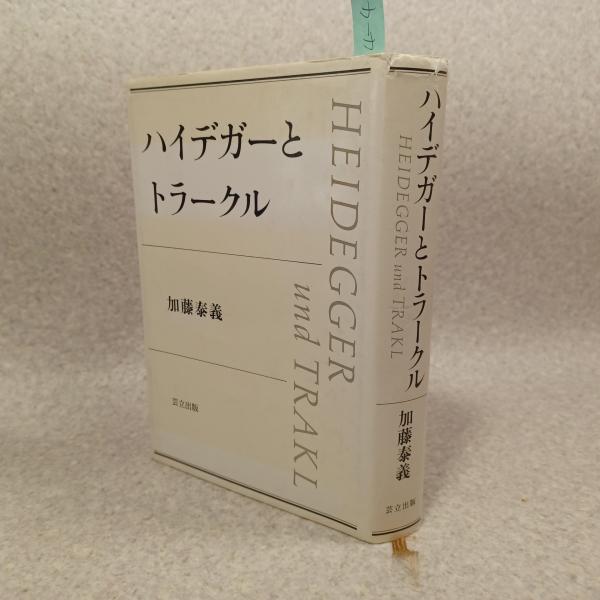 ハイデガーと
トラークル
HEIDEGGER
und TRAKL
加藤泰義
芸立出版
ハイデガーとトラークル
HEIDEGGER und TRAKL
加藤泰義
芸立出版